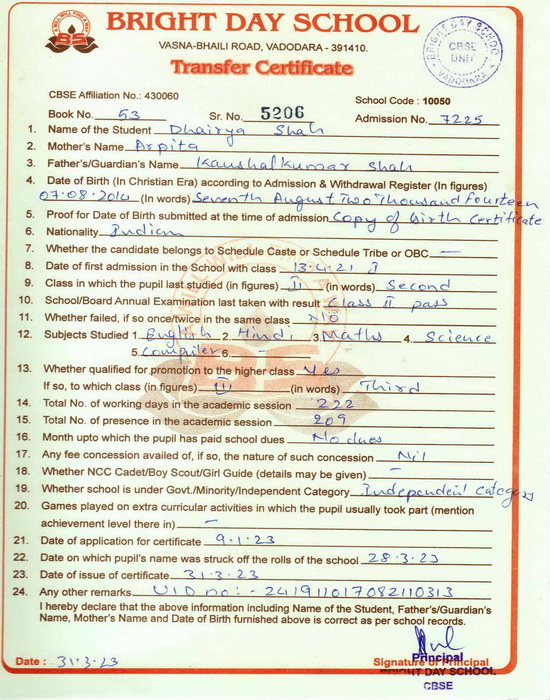 BRIGHT DAY SCHOOL
VASNA-BHAILI ROAD, VADODARA - 391410.
Transfer Certificate
BRIGHT DAY SCHOOL
CBSE
UNIT
VADODARA
CBSE Affiliation No.: 430060
School Code : 10050
Book No. 53 Sr. No. 5206 Admission No. 7225
1. Name of the Student Dhairya Shah
2. Mother's Name Arpita
3. Father's/Guardian's Name Kaushalkumar Shah
4. Date of Birth (In Christian Era) according to Admission & Withdrawal Register (In figures)
07-08-2014 (In words) Seventh August Two Thousand Fourteen
5. Proof for Date of Birth submitted at the time of admission Copy of Birth Certificate
6. Nationality Indian
7. Whether the candidate belongs to Schedule Caste or Schedule Tribe or OBC —
8. Date of first admission in the School with class 13.4.21 I
9. Class in which the pupil last studied (in figures) II (in words) Second
10. School/Board Annual Examination last taken with result Class II pass
11. Whether failed, if so once/twice in the same class No
12. Subjects Studied 1. English 2. Hindi 3. Maths 4. Science
5. Computer 6. —
13. Whether qualified for promotion to the higher class Yes
If so, to which class (in figures) III (in words) Third
14. Total No. of working days in the academic session 222
15. Total No. of presence in the academic session 209
16. Month upto which the pupil has paid school dues No dues
17. Any fee concession availed of, if so, the nature of such concession Nil
18. Whether NCC Cadet/Boy Scout/Girl Guide (details may be given) —
19. Whether school is under Govt./Minority/Independent Category Independent Category
20. Games played on extra curricular activities in which the pupil usually took part (mention
achievement level there in) —
21. Date of application for certificate 9.1.23
22. Date on which pupil's name was struck off the rolls of the school 28.3.23
23. Date of issue of certificate 31.3.23
24. Any other remarks UID no:- 241911017082110313
I hereby declare that the above information including Name of the Student, Father's/Guardian's
Name, Mother's Name and Date of Birth furnished above is correct as per school records.
Date : 31.3.23
Principal
Signature of Principal
BRIGHT DAY SCHOOL
CBSE